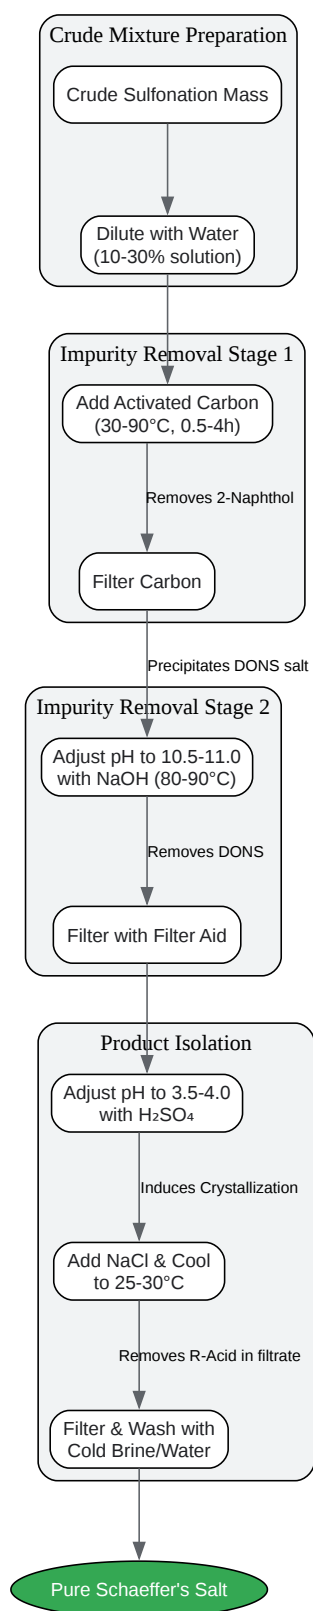 Crude Mixture Preparation
Crude Sulfonation Mass
Dilute with Water
(10-30% solution)
Impurity Removal Stage 1
Add Activated Carbon
(30-90°C, 0.5-4h)
Removes 2-Naphthol
Filter Carbon
Precipitates DONS salt
Impurity Removal Stage 2
Adjust pH to 10.5-11.0
with NaOH (80-90°C)
Removes DONS
Filter with Filter Aid
Product Isolation
Adjust pH to 3.5-4.0
with H₂SO₄
Induces Crystallization
Add NaCl & Cool
to 25-30°C
Removes R-Acid in filtrate
Filter & Wash with
Cold Brine/Water
Pure Schaeffer's Salt